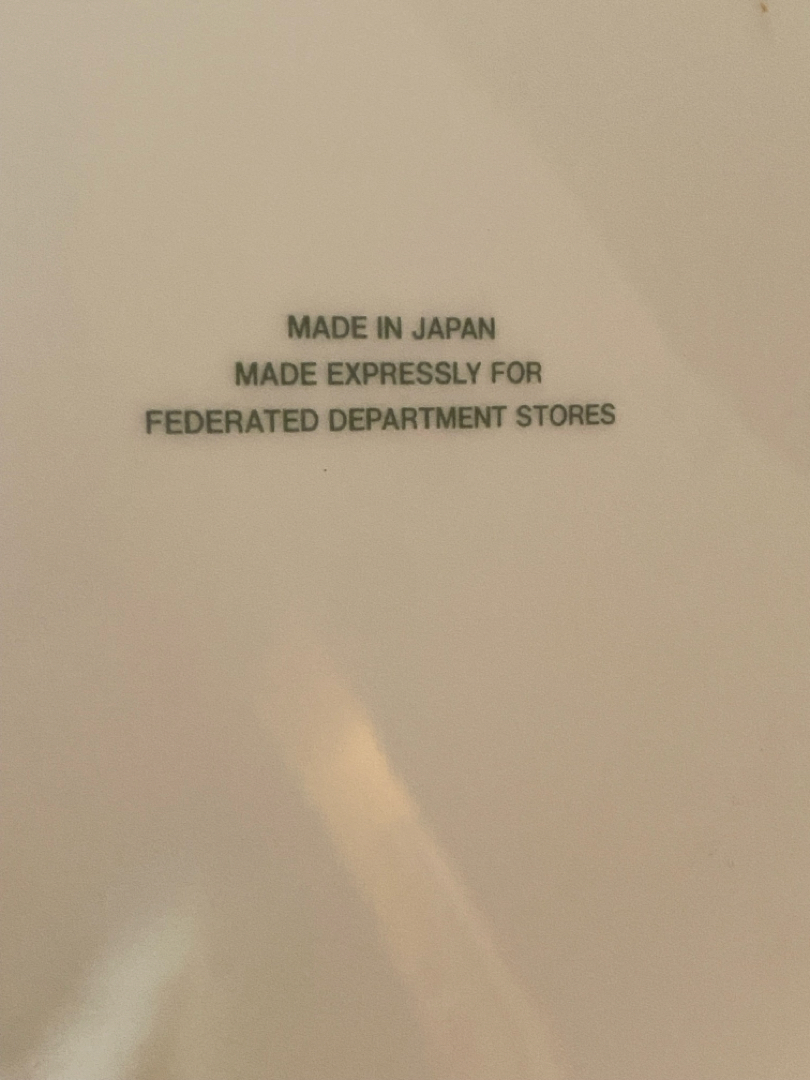 MADE IN JAPAN
MADE EXPRESSLY FOR
FEDERATED DEPARTMENT STORES